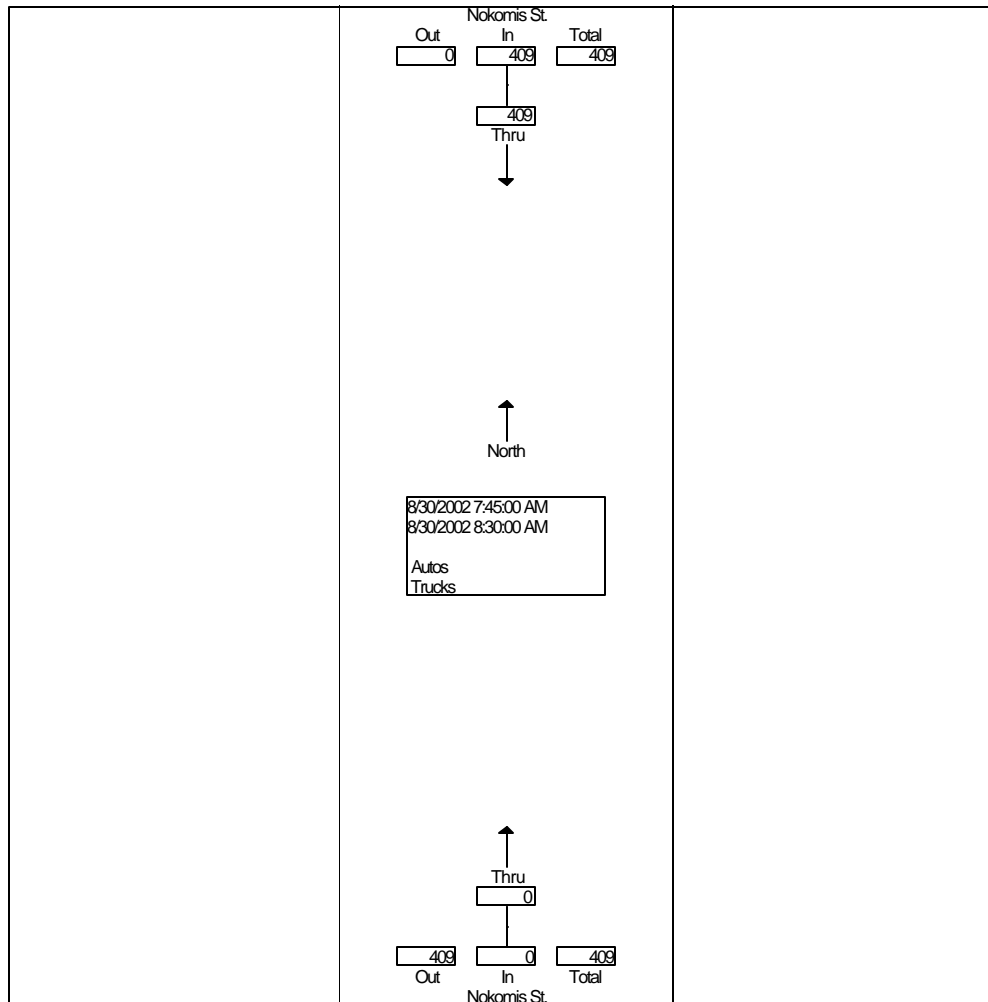 Nokomis St.
Out In Total
0 409 409
409
Thru
North
8/30/2002 7:45:00 AM
8/30/2002 8:30:00 AM
Autos
Trucks
Thru
0
409 0 409
Out In Total
Nokomis St.